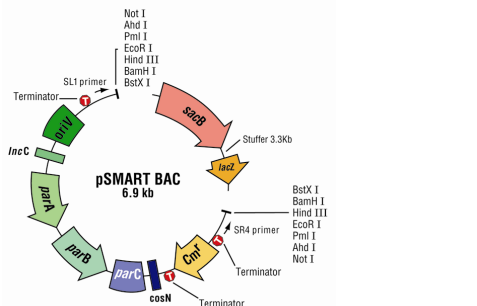 Not I
Ahd I
Pml I
EcoR I
Hind III
BamH I
BstX I
SL1 primer
Terminator
T
oriV
IncC
parA
parB
parC
cosN
T
Terminator
Cmr
T
Terminator
SR4 primer
sacB
Stuffer 3.3Kb
lacZ
pSMART BAC
6.9 kb
BstX I
BamH I
Hind III
EcoR I
Pml I
Ahd I
Not I